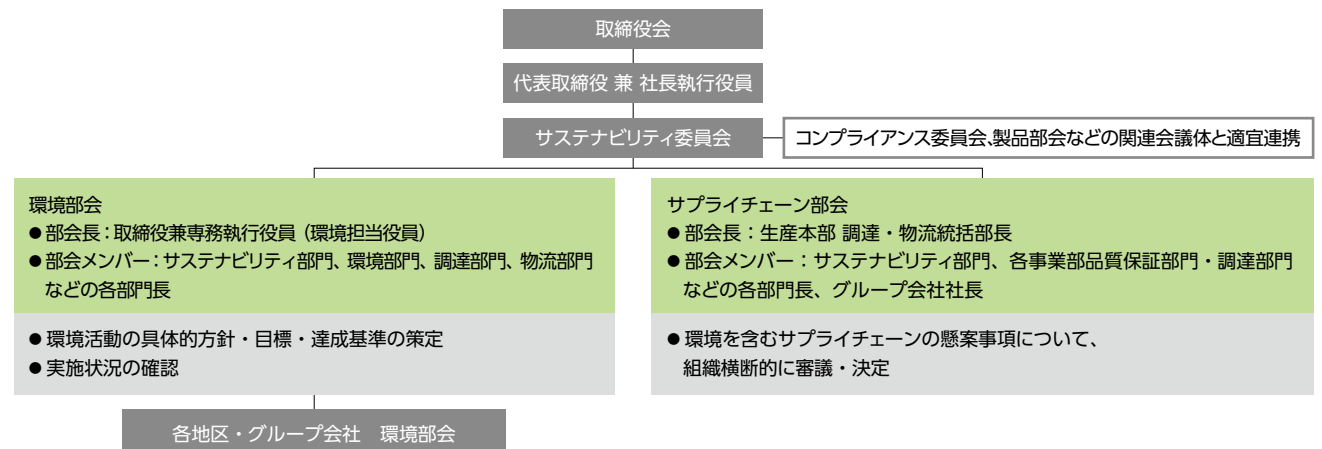 取締役会
代表取締役 兼 社長執行役員
サステナビリティ委員会
コンプライアンス委員会、製品部会などの関連会議体と適宜連携
環境部会
●部会長：取締役兼専務執行役員（環境担当役員）
●部会メンバー：サステナビリティ部門、環境部門、調達部門、物流部門
などの各部門長
●環境活動の具体的方針・目標・達成基準の策定
●実施状況の確認
各地区・グループ会社　環境部会
サプライチェーン部会
●部会長：生産本部 調達・物流統括部長
●部会メンバー：サステナビリティ部門、各事業部品質保証部門・調達部門
などの各部門長、グループ会社社長
●環境を含むサプライチェーンの懸案事項について、
組織横断的に審議・決定